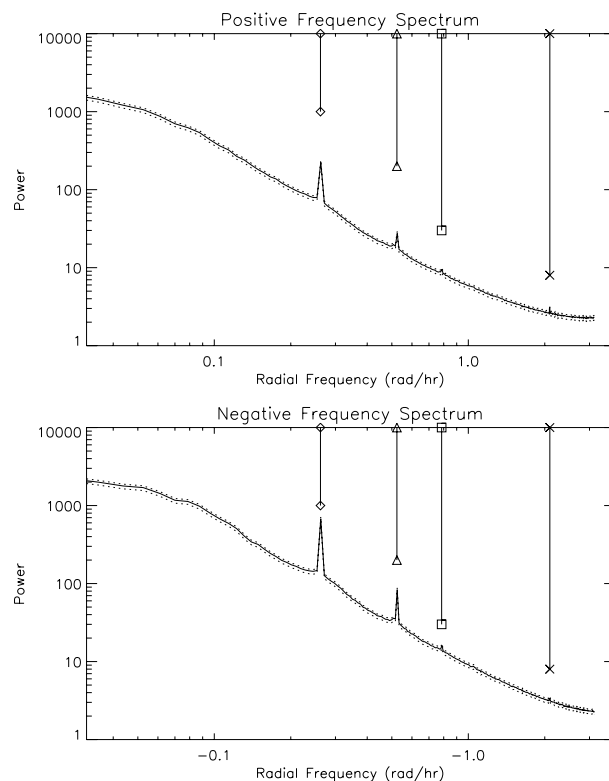 Positive Frequency Spectrum
10000
1000
100
10
1
Power
0.1
1.0
Radial Frequency (rad/hr)
Negative Frequency Spectrum
10000
1000
100
10
1
Power
−0.1
−1.0
Radial Frequency (rad/hr)